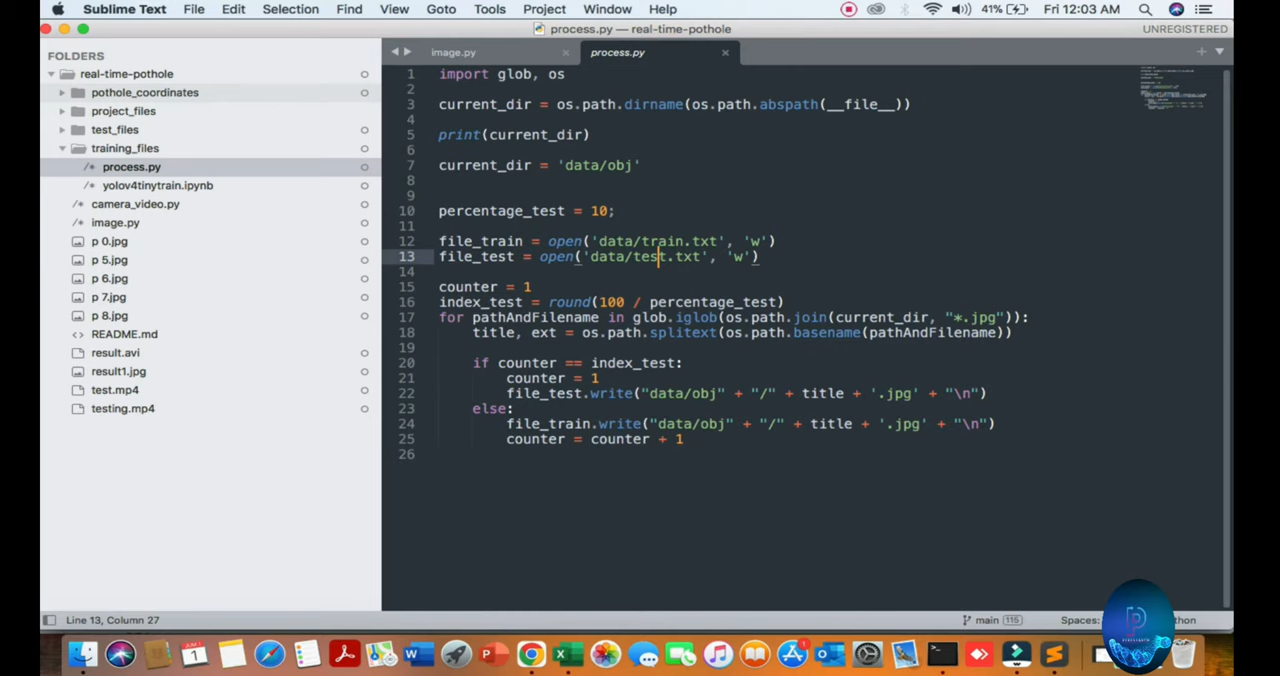 Sublime Text File Edit Selection Find View Goto Tools Project Window Help 41% Fri 12:03 AM
process.py — real-time-pothole UNREGISTERED
FOLDERS
real-time-pothole
pothole_coordinates
project_files
test_files
training_files
/* process.py
/* yolov4tinytrain.ipynb
/* camera_video.py
/* image.py
p 0.jpg
p 5.jpg
p 6.jpg
p 7.jpg
p 8.jpg
README.md
result.avi
result1.jpg
test.mp4
testing.mp4
image.py × process.py ×
1 import glob, os
2
3 current_dir = os.path.dirname(os.path.abspath(__file__))
4
5 print(current_dir)
6
7 current_dir = 'data/obj'
8
9
10 percentage_test = 10;
11
12 file_train = open('data/train.txt', 'w')
13 file_test = open('data/test.txt', 'w')
14
15 counter = 1
16 index_test = round(100 / percentage_test)
17 for pathAndFilename in glob.iglob(os.path.join(current_dir, "*.jpg")):
18 title, ext = os.path.splitext(os.path.basename(pathAndFilename))
19
20 if counter == index_test:
21 counter = 1
22 file_test.write("data/obj" + "/" + title + '.jpg' + "\n")
23 else:
24 file_train.write("data/obj" + "/" + title + '.jpg' + "\n")
25 counter = counter + 1
26
Line 13, Column 27 main 115 Spaces: thon